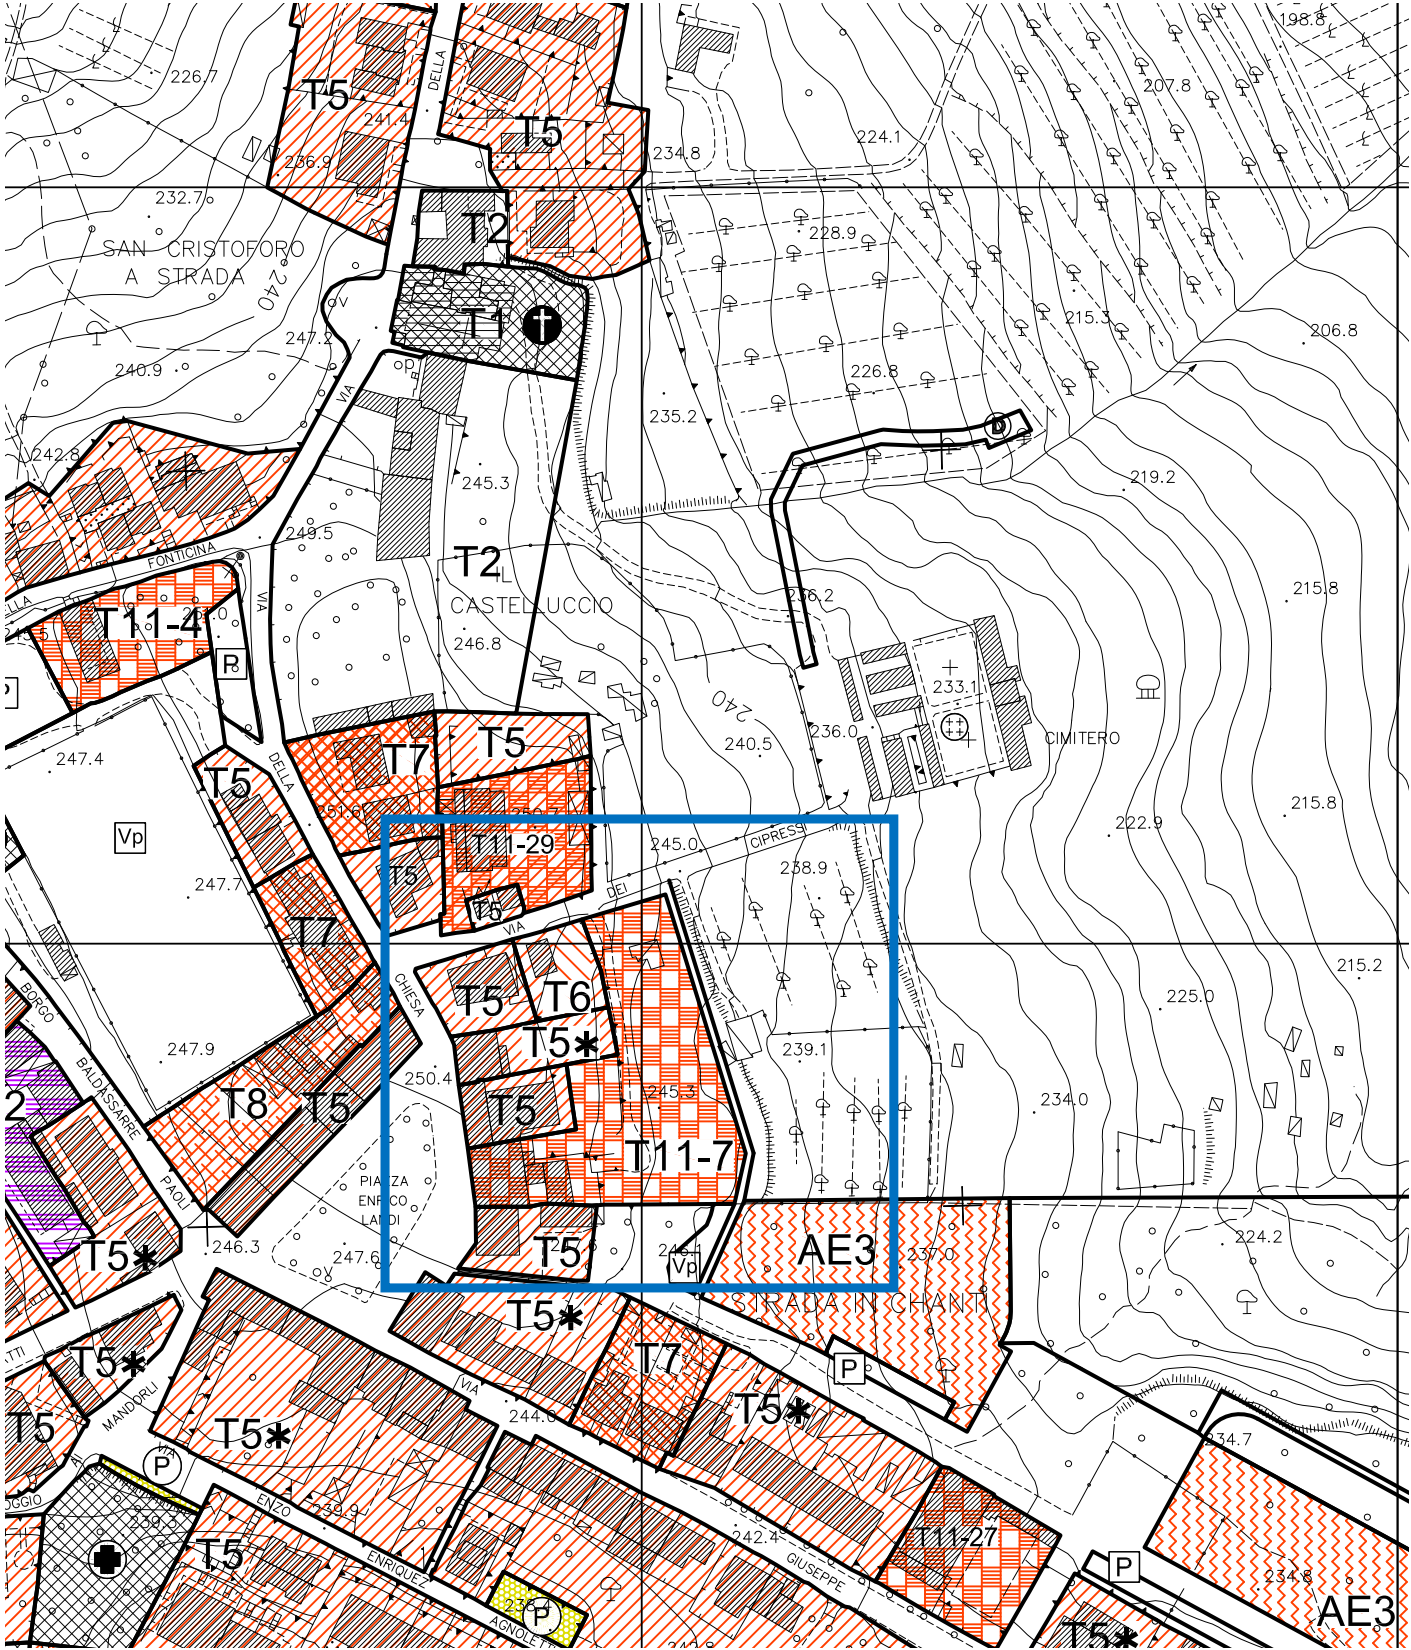 198.8
226.7
T5
DELLA
207.8
241.4
T5
224.1
236.9
234.8
232.7
T2
228.9
SAN CRISTOFORO
A STRADA
240
T1
215.3
206.8
247.2
240.9
226.8
VIA
235.2
D
242.8
245.3
219.2
249.5
FONTICINA
T2
IL
CASTELLUCCIO
VIA
236.2
215.8
T11-4
246.8
P
233.1
240
236.0
240.5
CIMITERO
247.4
T7
T5
T5
DELLA
251.6
250.7
215.8
Vp
T11-29
245.0
CIPRESSI
222.9
T5
238.9
247.7
DEI
T5
VIA
T7
215.2
BORGO
CHIESA
T5
T6
225.0
T5*
247.9
239.1
BALDASSARRE
250.4
T8
T5
T5
245.3
234.0
2
T11-7
PAOLI
PIAZZA
ENRICO
LANDI
T5*
246.3
247.6
T5
Vp
AE3
237.0
224.2
STRADA IN CHIANTI
T5*
T7
P
T5*
VIA
T5*
MANDORLI
244.0
T5
T5*
VIA
P
234.7
OGGIO
ENZO
239.9
239.3
242.4
T11-27
T5
ENRIQUEZ
GIUSEPPE
P
234.8
P
AE3
AGNOLETTI
T5*